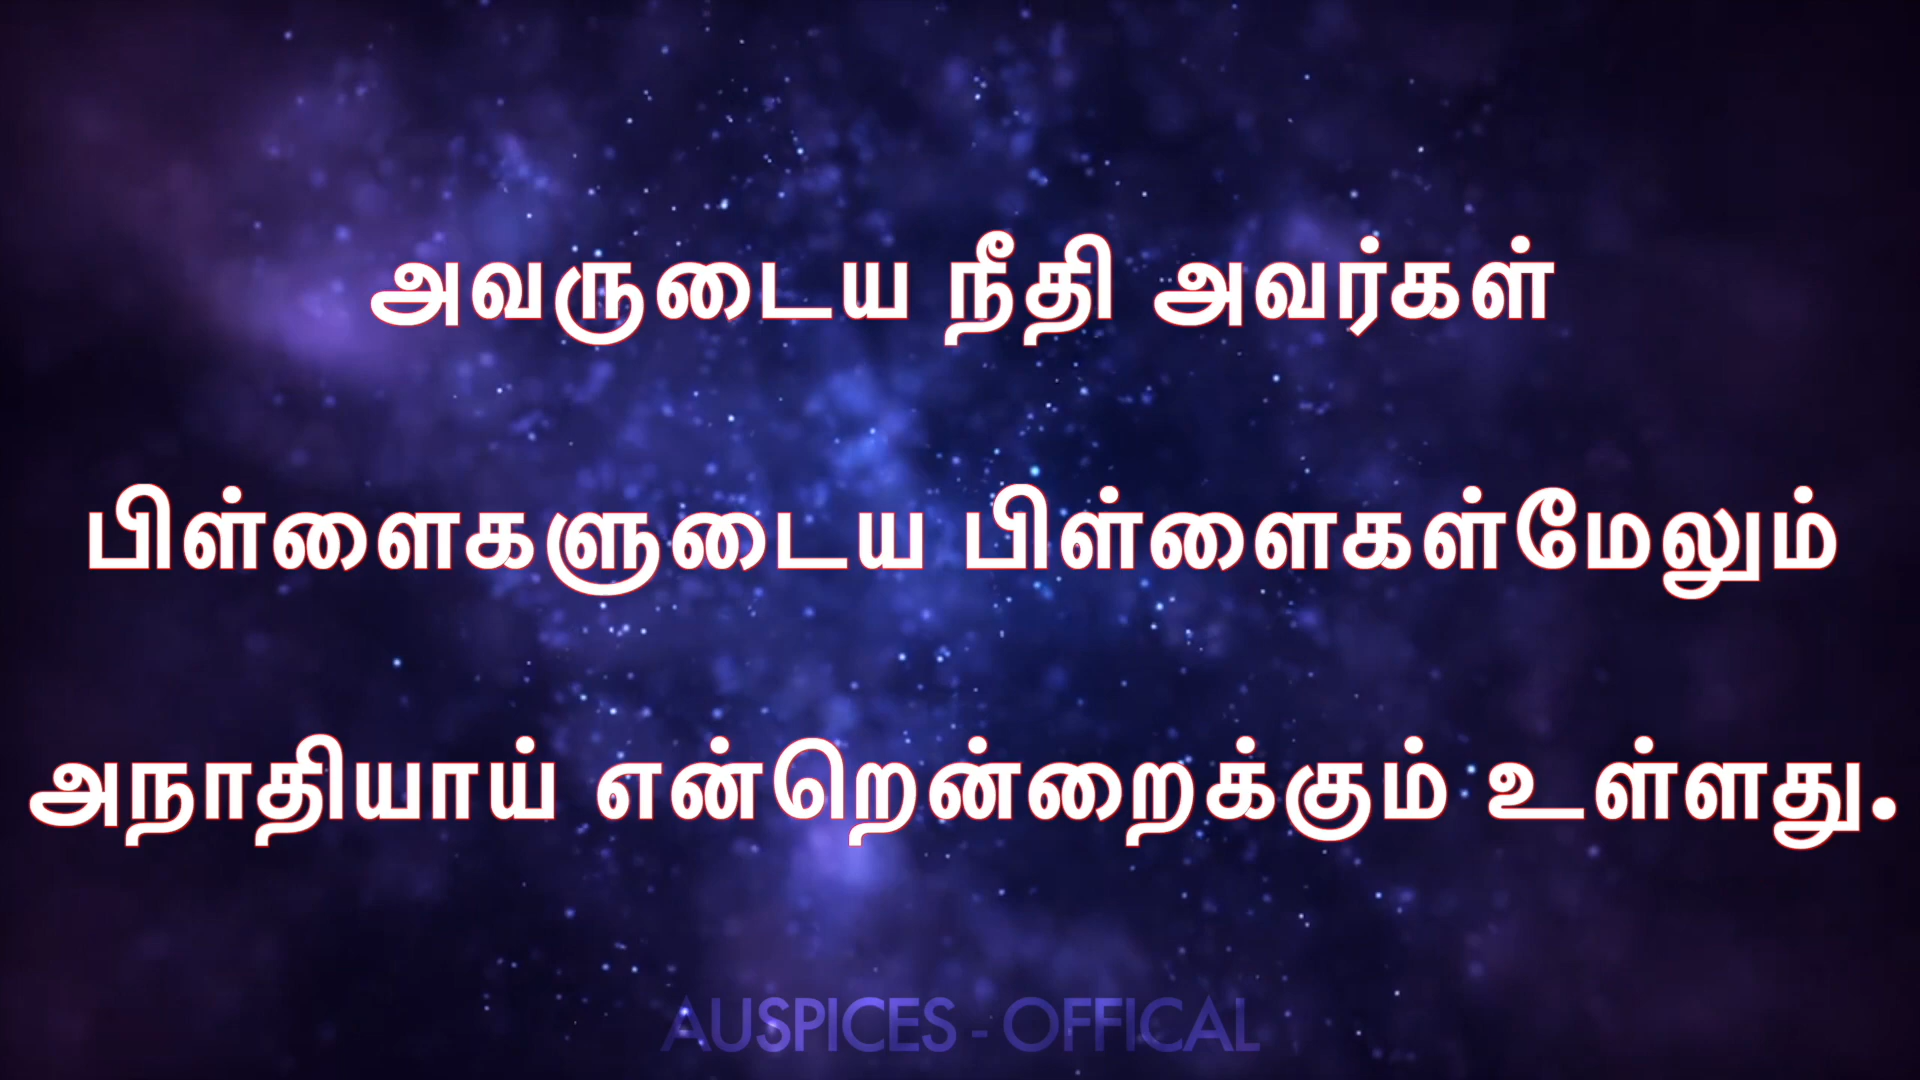 அவருடைய நீதி அவர்கள்
பிள்ளைகளுடைய பிள்ளைகள்மேலும்
அநாதியாய் என்றென்றைக்கும் உள்ளது.
AUSPICES - OFFICAL